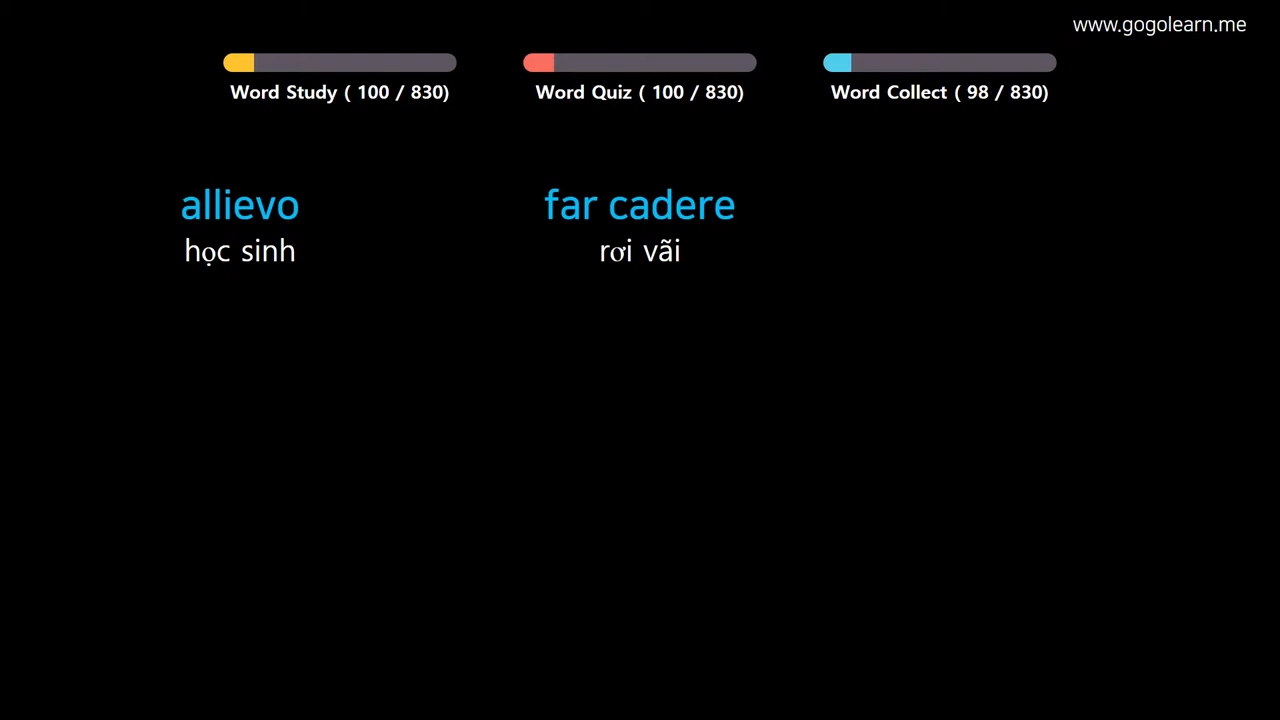 www.gogolearn.me
Word Study ( 100 / 830)
Word Quiz ( 100 / 830)
Word Collect ( 98 / 830)
allievo
học sinh
far cadere
rơi vãi